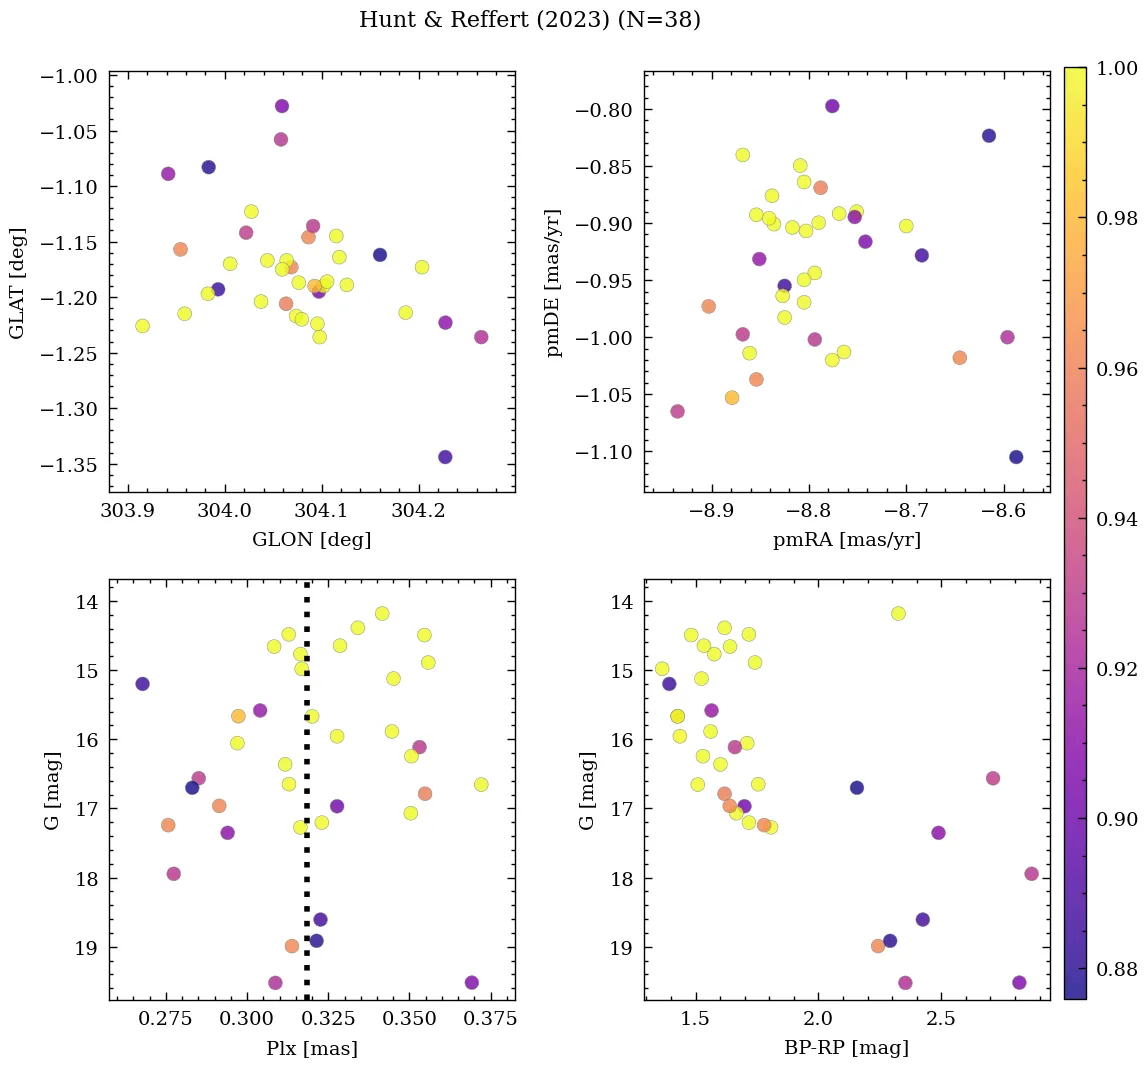 Hunt & Reffert (2023) (N=38)
−1.00
−1.05
−1.10
−1.15
−1.20
−1.25
−1.30
−1.35
GLAT [deg]
303.9 304.0 304.1 304.2
GLON [deg]
−0.80
−0.85
−0.90
−0.95
−1.00
−1.05
−1.10
pmDE [mas/yr]
−8.9 −8.8 −8.7 −8.6
pmRA [mas/yr]
14
15
16
17
18
19
G [mag]
0.275 0.300 0.325 0.350 0.375
Plx [mas]
14
15
16
17
18
19
G [mag]
1.5 2.0 2.5
BP-RP [mag]
1.00
0.98
0.96
0.94
0.92
0.90
0.88